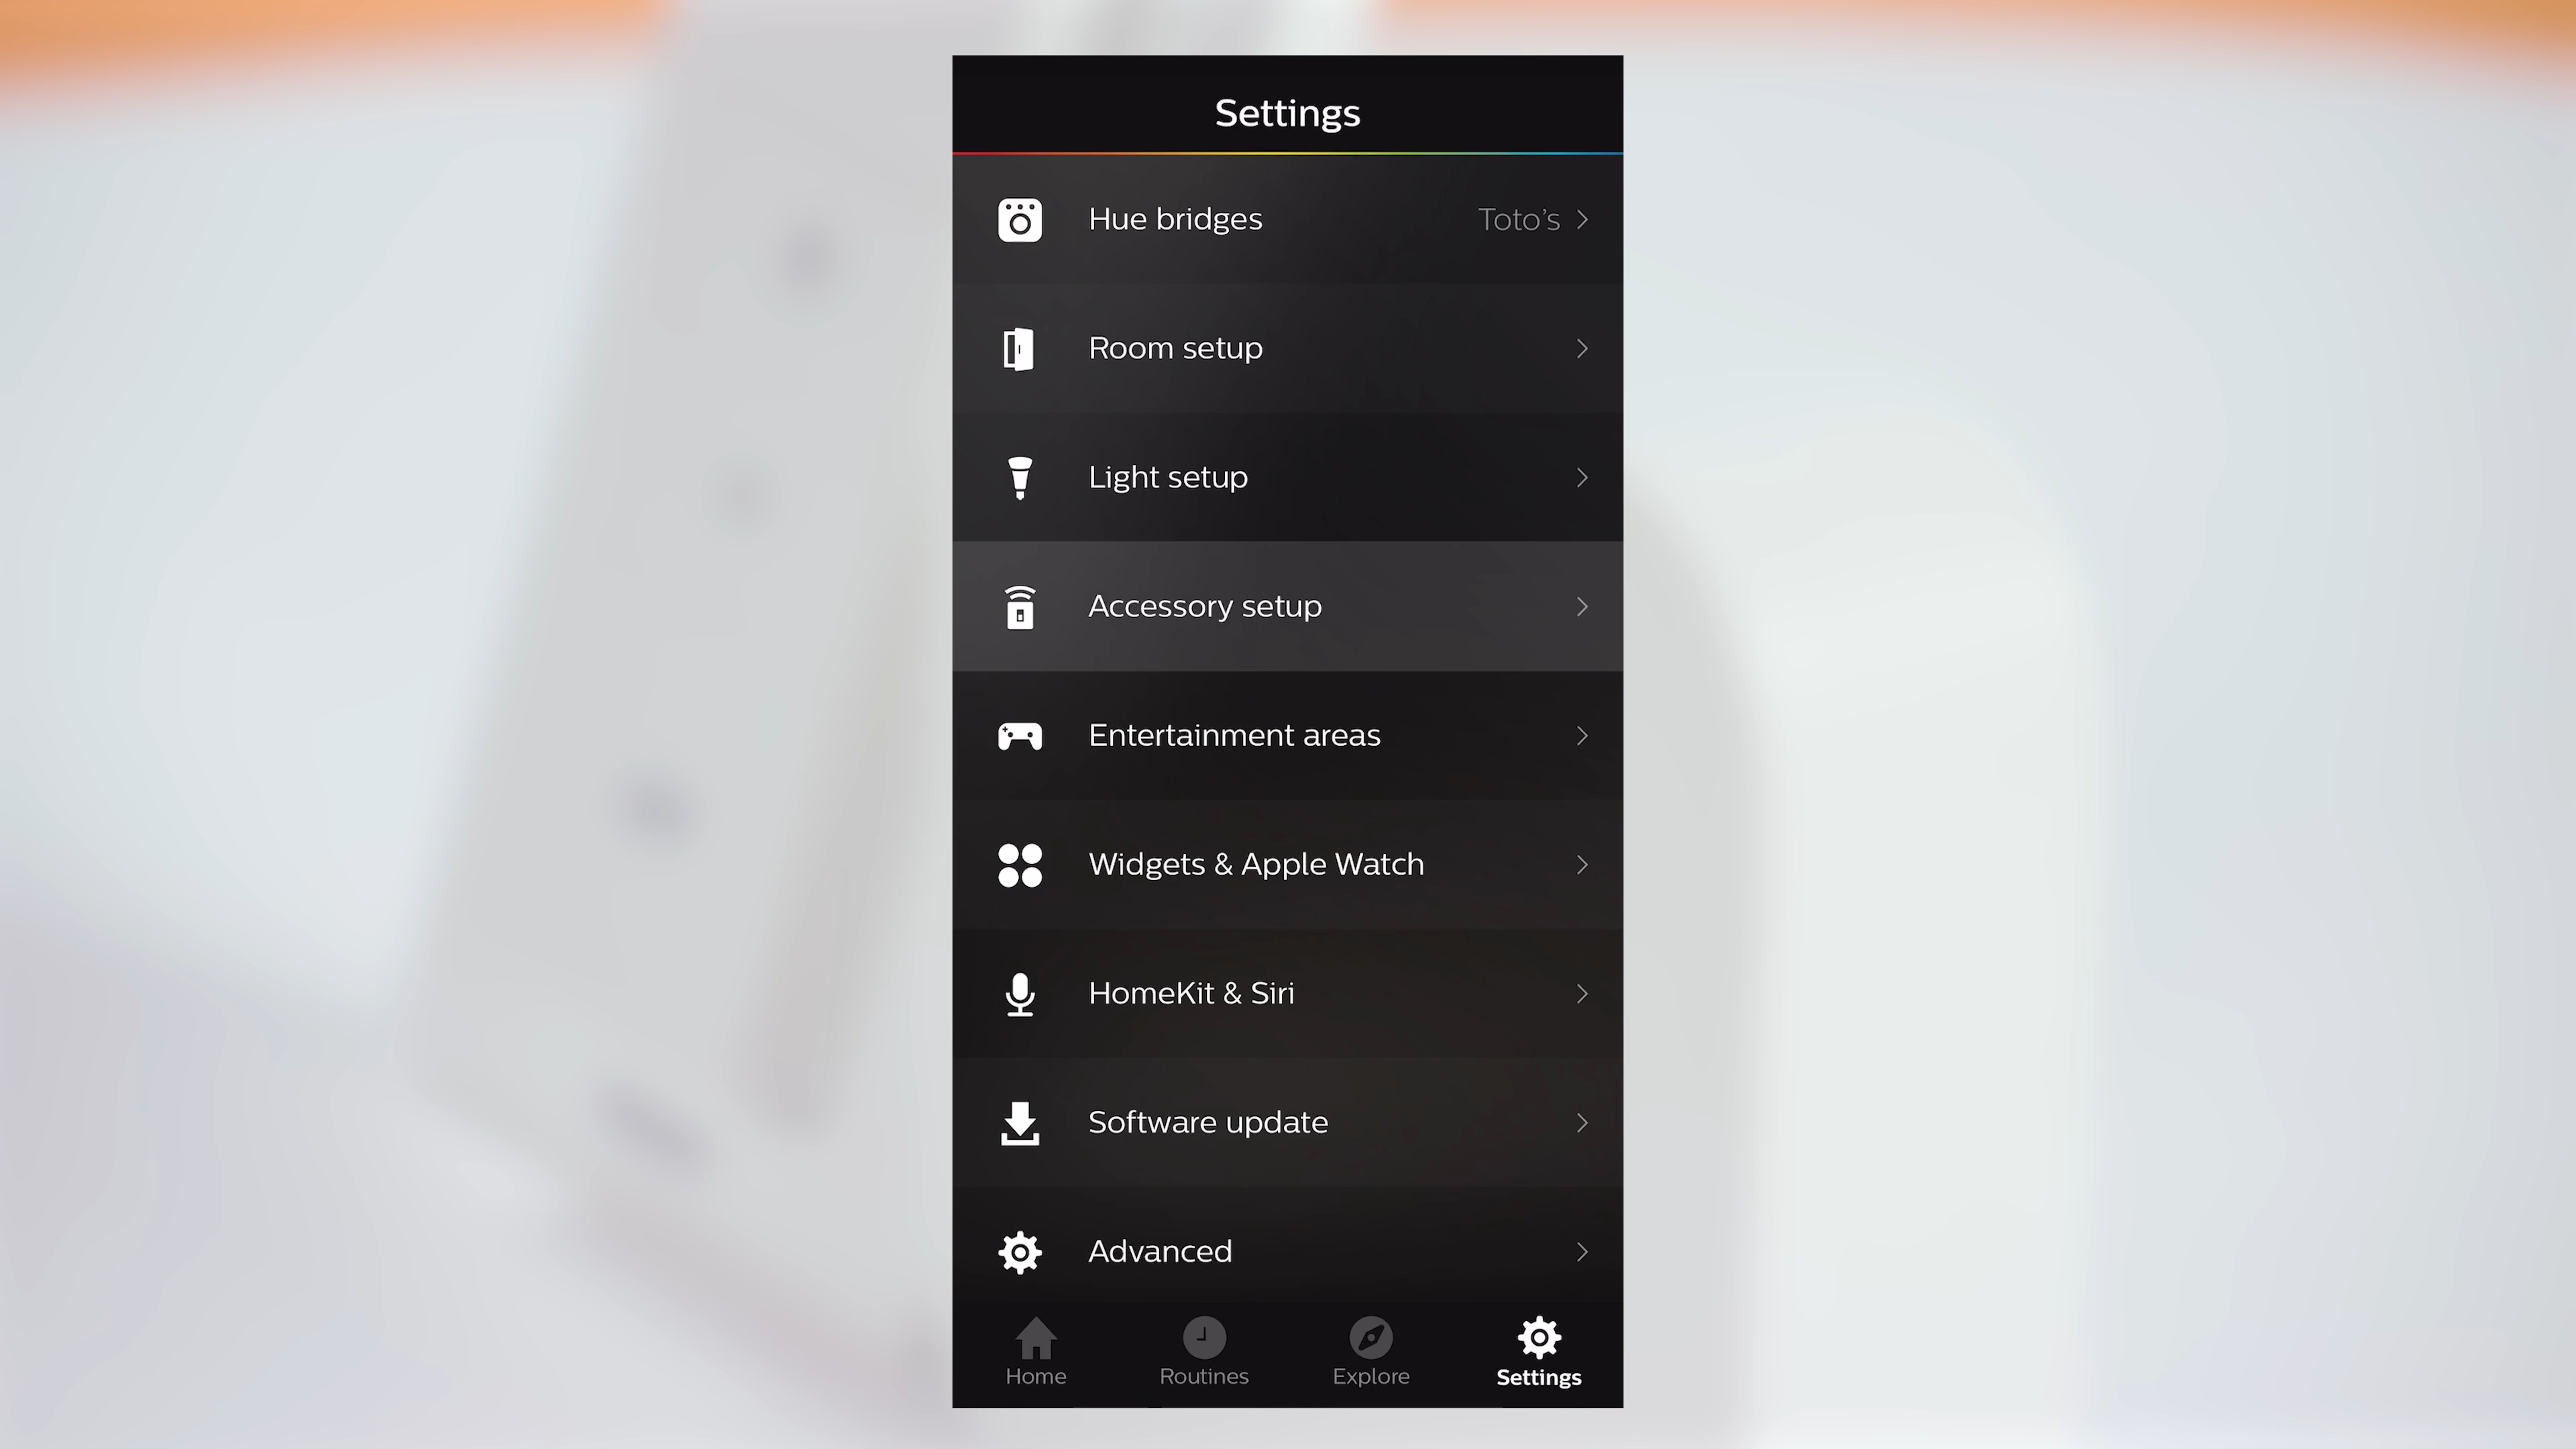 Settings
Hue bridges Toto’s
Room setup
Light setup
Accessory setup
Entertainment areas
Widgets & Apple Watch
HomeKit & Siri
Software update
Advanced
Home Routines Explore Settings